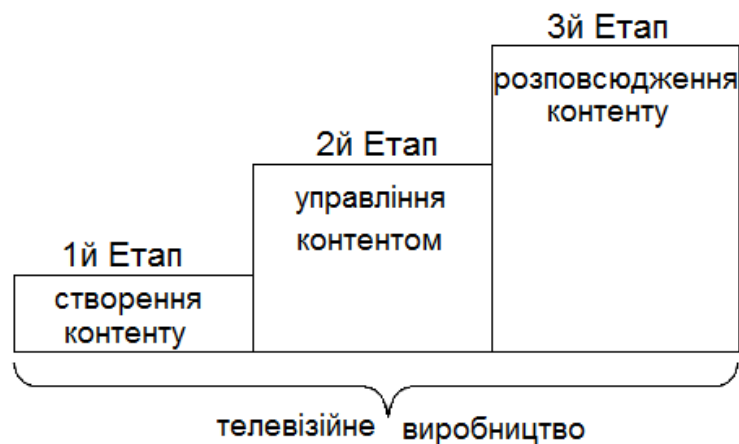 1й Етап
створення
контенту
2й Етап
управління
контентом
3й Етап
розповсюдження
контенту
телевізійне виробництво